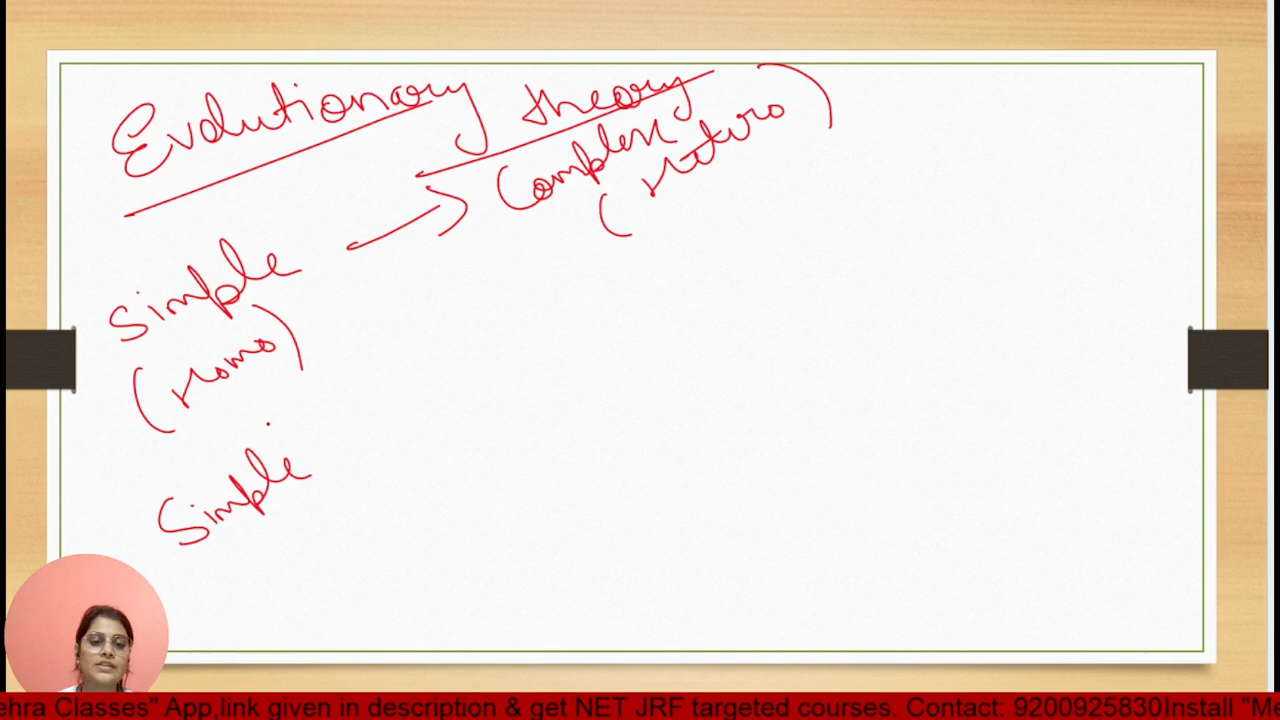 Evolutionary theory
Simple → Complex
(Hetero)
(Homo)
Simple
ehra Classes" App,link given in description & get NET JRF targeted courses. Contact: 9200925830Install "Me